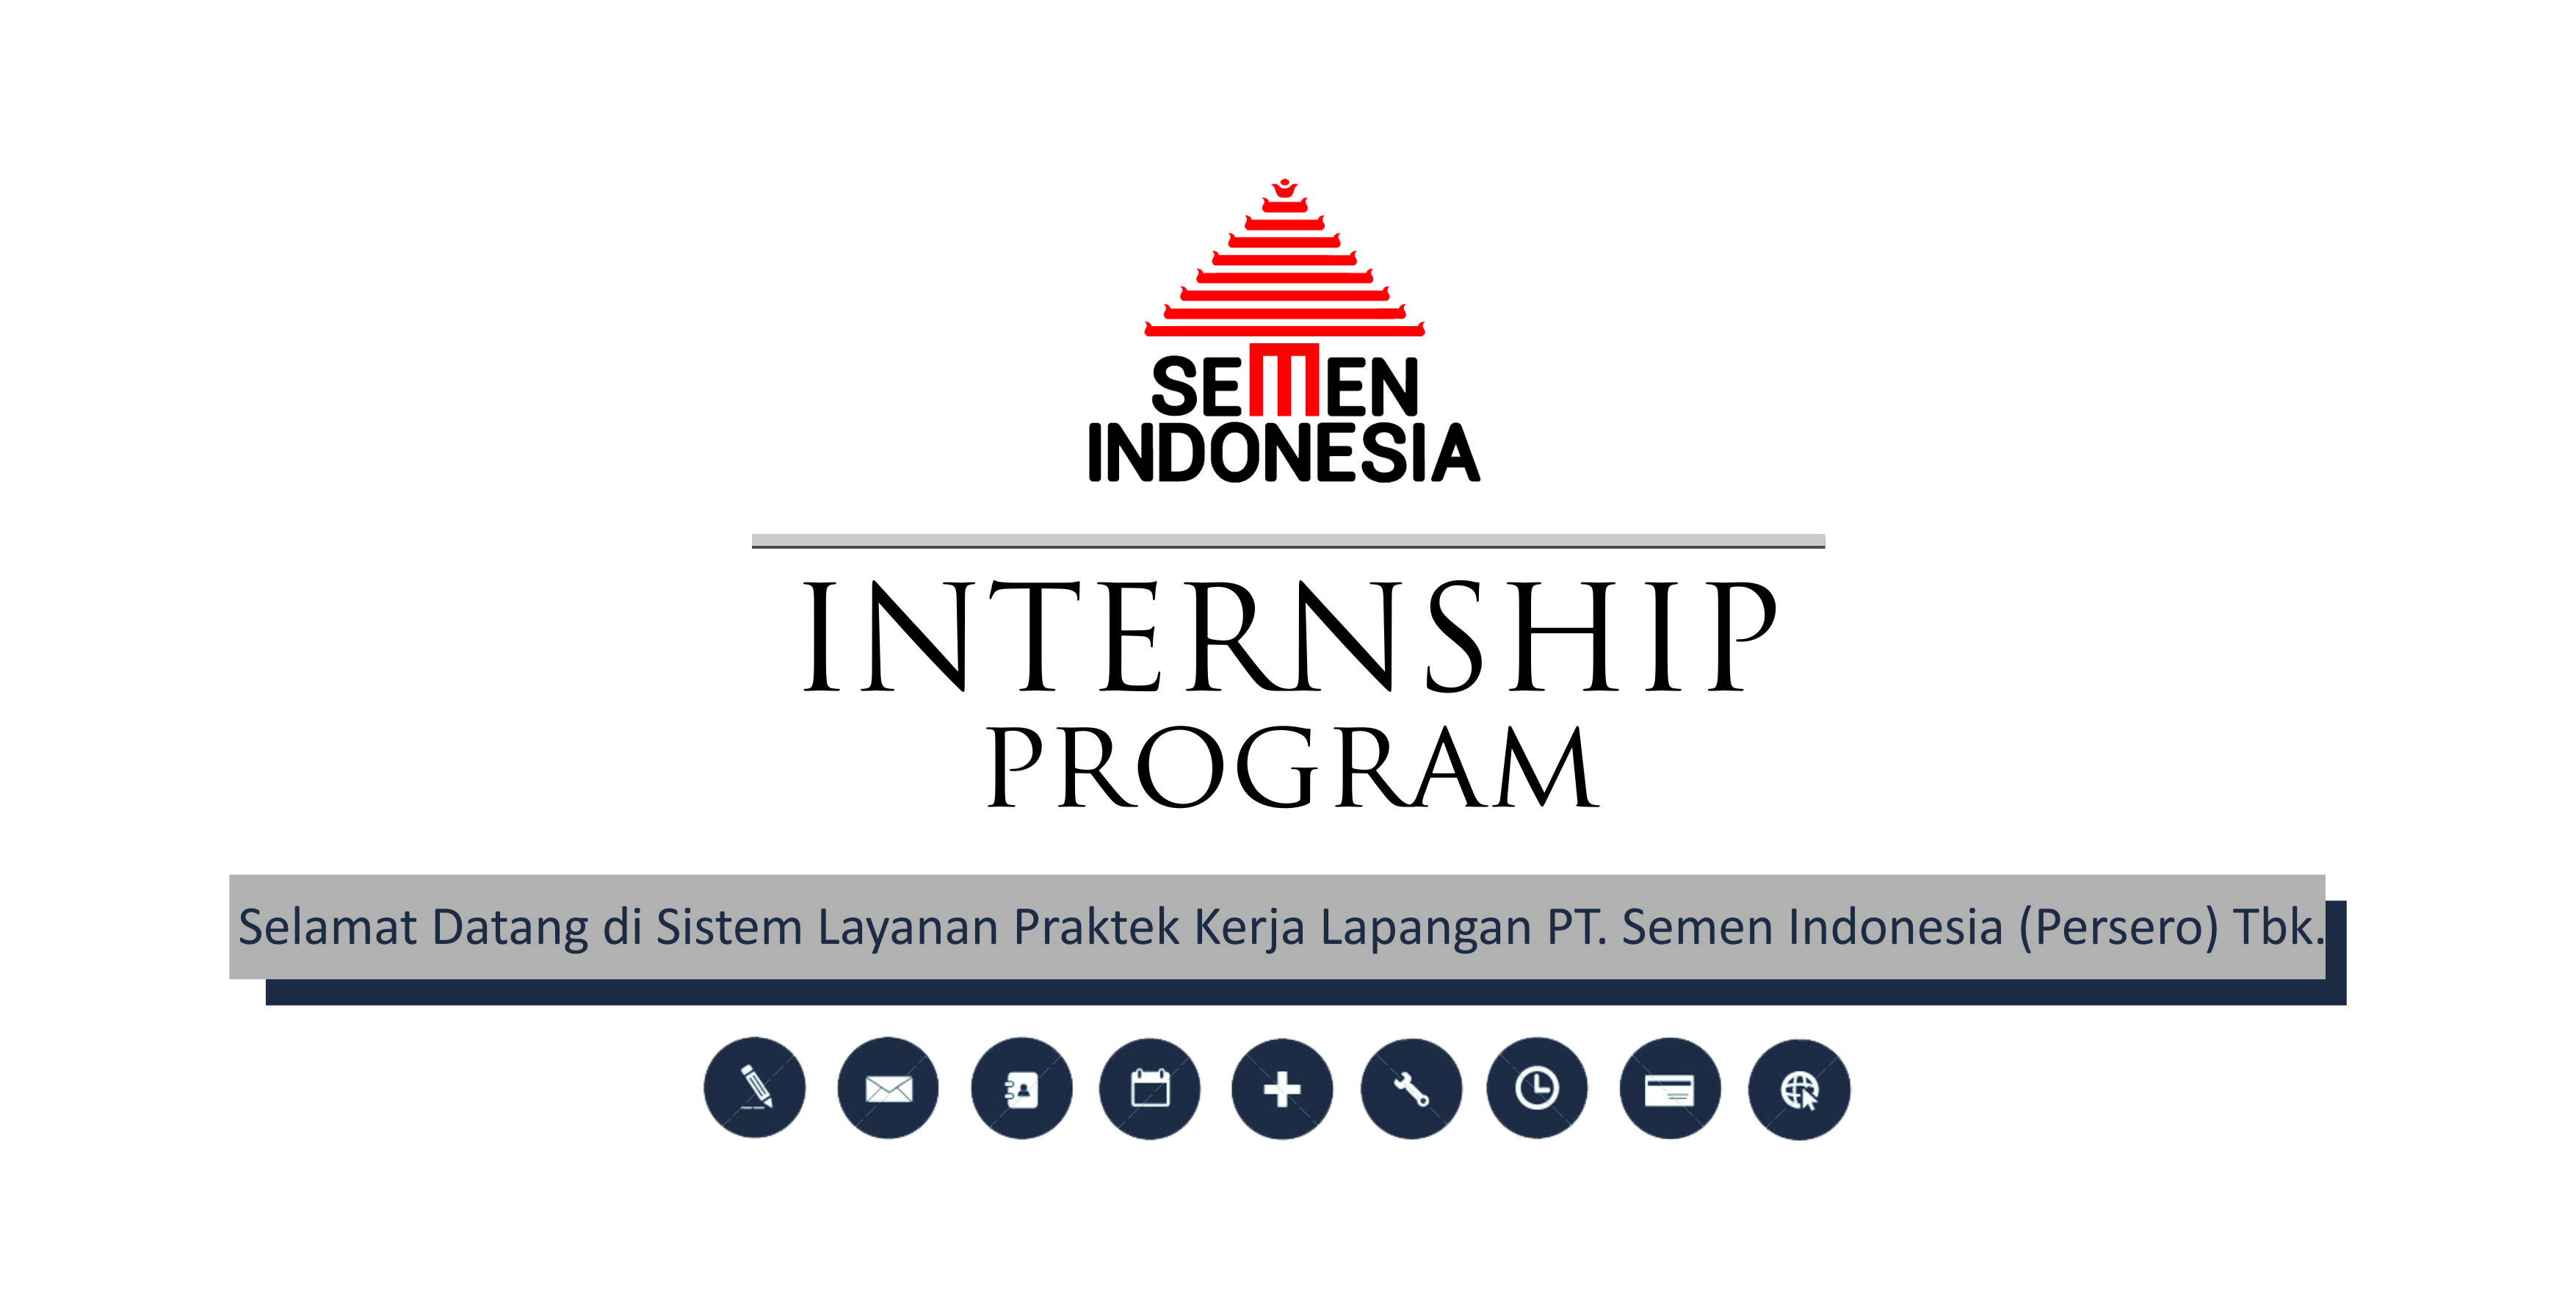 SEMEN
INDONESIA
INTERNSHIP
PROGRAM
Selamat Datang di Sistem Layanan Praktek Kerja Lapangan PT. Semen Indonesia (Persero) Tbk.